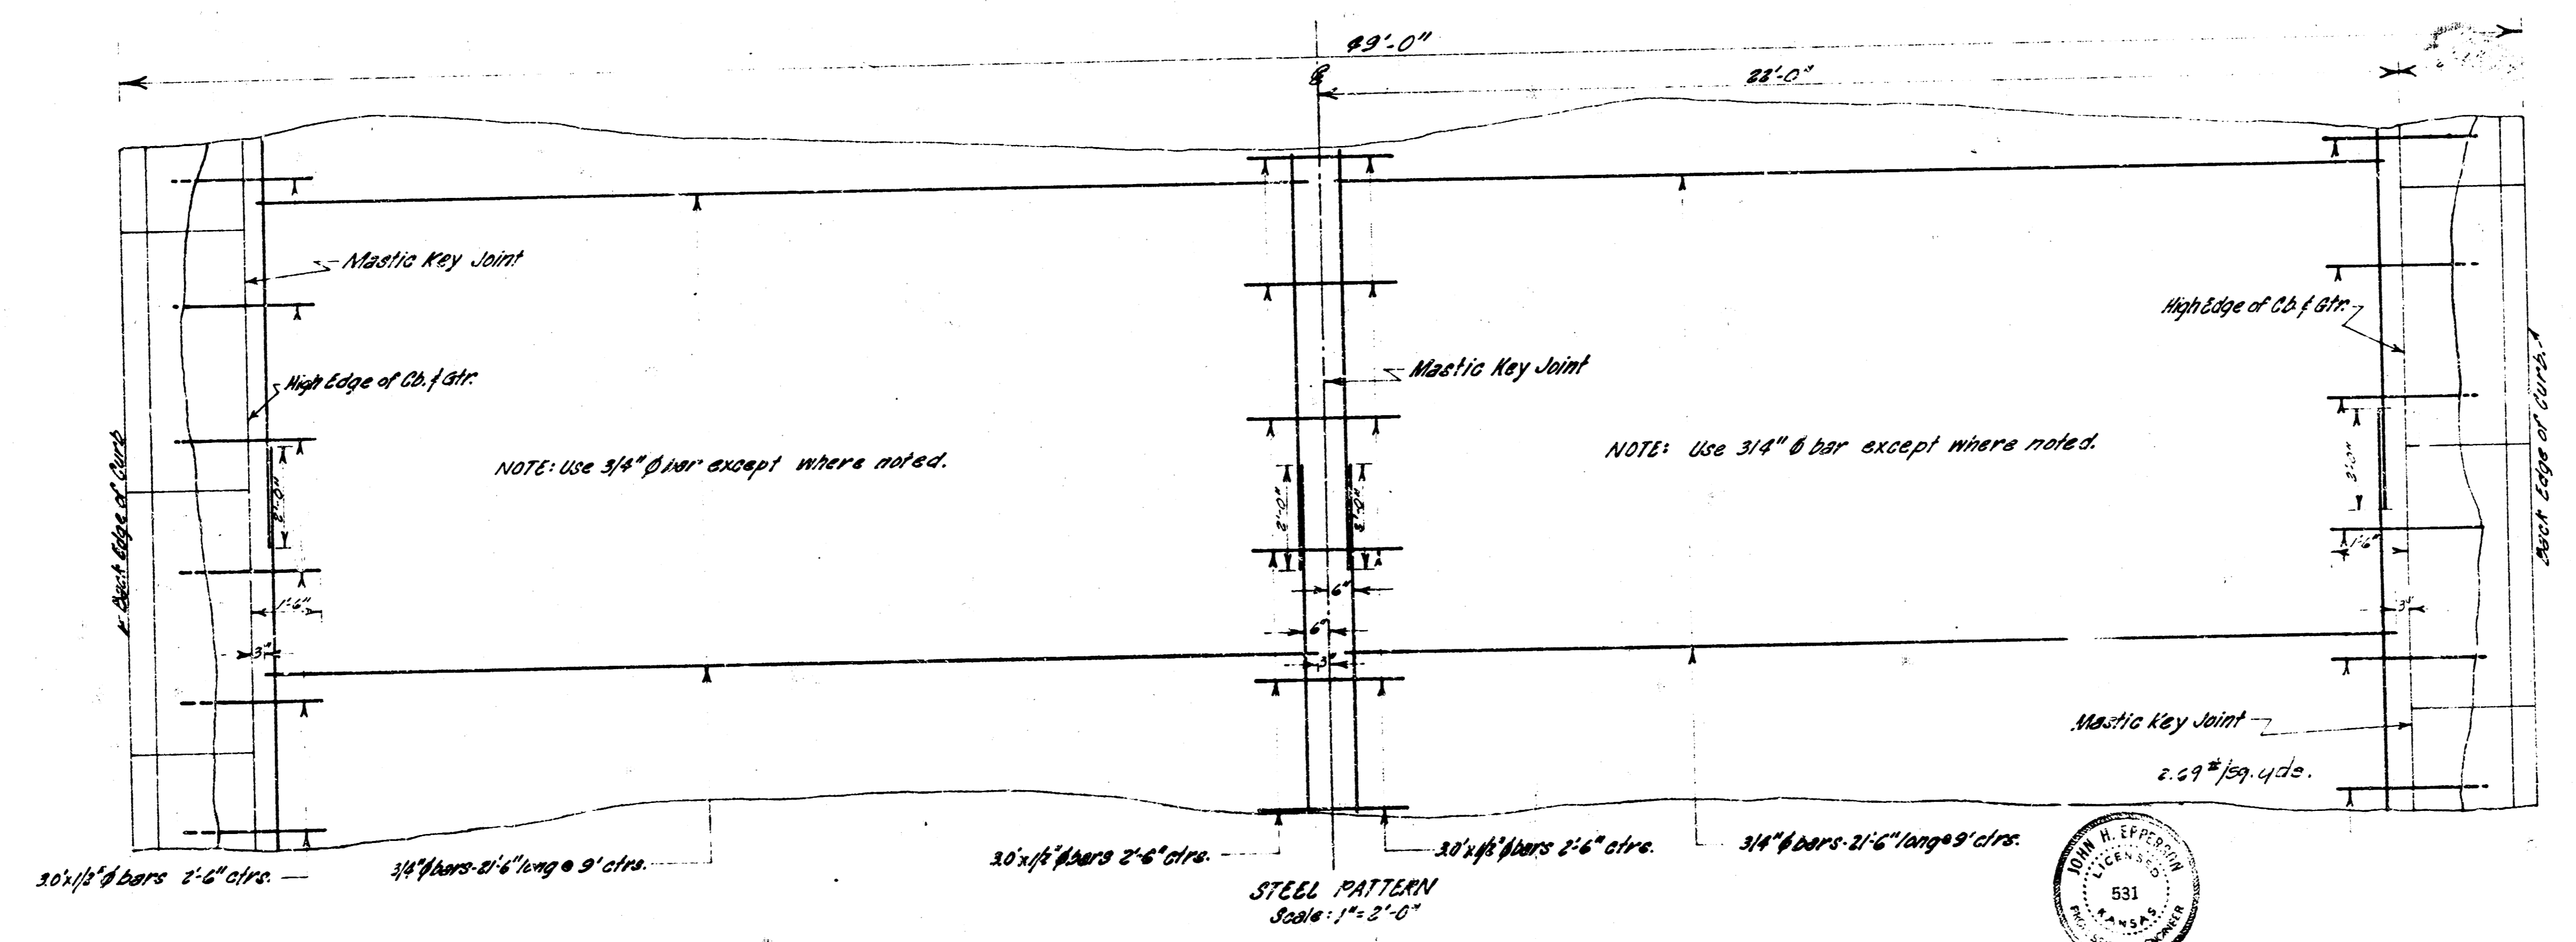 49'-0"
℄
22'-0"
Mastic Key Joint
High Edge of Cb. & Gtr.
High Edge of Cb. & Gtr.
Mastic Key Joint
Back Edge of Curb
Back Edge of Curb
NOTE: Use 3/4" ϕ bar except where noted.
NOTE: Use 3/4" ϕ bar except where noted.
2'-0"
2'-0"
2'-0"
2'-0"
1'-6"
1'-6"
6"
6"
3"
3"
3"
Mastic Key Joint
2.69 #/sq.yds.
3.0'x1/2" ϕ bars 2'-6" ctrs.
3/4" ϕ bars-21'-6" long @ 9' ctrs.
3.0'x1/2" ϕ bars 2'-6" ctrs.
3.0'x1/2" ϕ bars 2'-6" ctrs.
3/4" ϕ bars-21'-6" long @ 9' ctrs.
STEEL PATTERN
Scale: 1" = 2'-0"
JOHN H. EPPERSON
LICENSED
531
KANSAS
ENGINEER